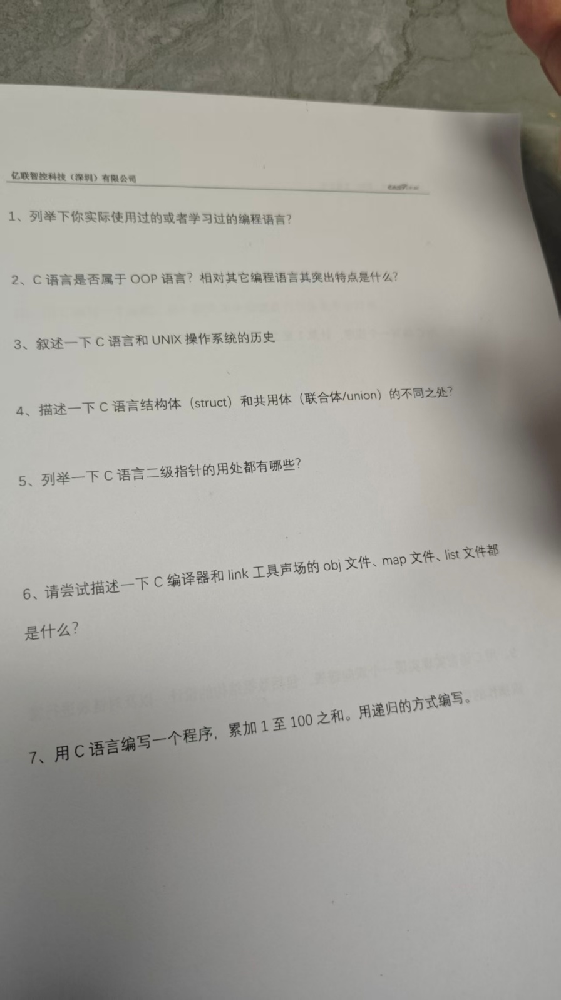 亿联智控科技（深圳）有限公司
1、列举下你实际使用过的或者学习过的编程语言？
2、C 语言是否属于 OOP 语言？相对其它编程语言其突出特点是什么？
3、叙述一下 C 语言和 UNIX 操作系统的历史
4、描述一下 C 语言结构体（struct）和共用体（联合体/union）的不同之处？
5、列举一下 C 语言二级指针的用处都有哪些？
6、请尝试描述一下 C 编译器和 link 工具声场的 obj 文件、map 文件、list 文件都
是什么？
7、用 C 语言编写一个程序，累加 1 至 100 之和。用递归的方式编写。